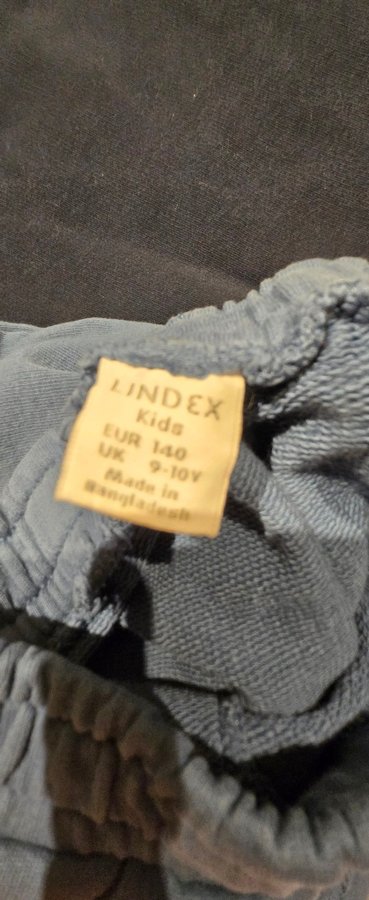 LINDEX
Kids
EUR 140
UK 9-10Y
Made in
Bangladesh